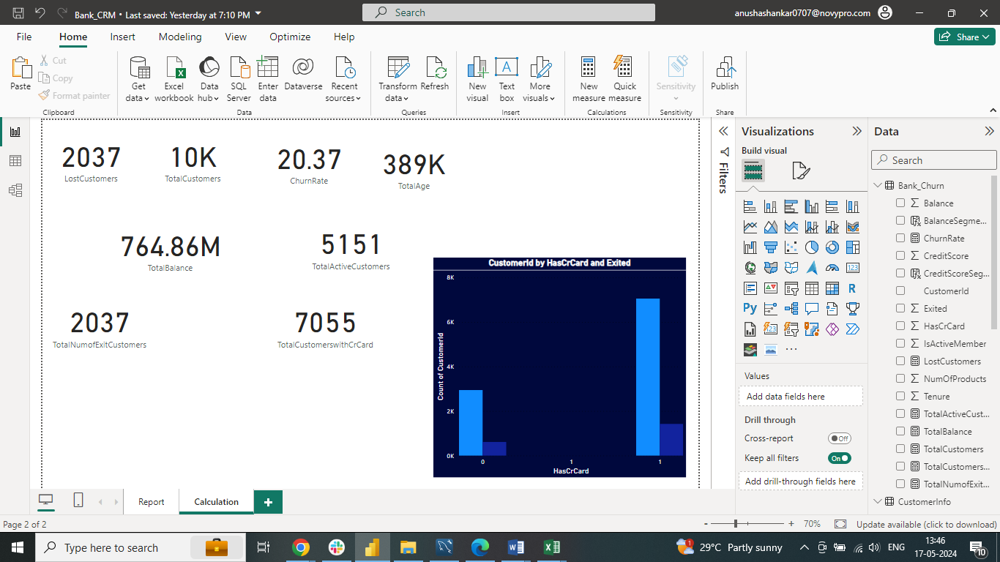 Bank_CRM • Last saved: Yesterday at 7:10 PM
Search
anushashankar0707@novypro.com
File
Home
Insert
Modeling
View
Optimize
Help
Share
Paste
Cut
Copy
Format painter
Clipboard
Get data
Excel workbook
Data hub
SQL Server
Enter data
Dataverse
Recent sources
Data
Transform data
Refresh
Queries
New visual
Text box
More visuals
Insert
New measure
Quick measure
Calculations
Sensitivity
Sensitivity
Publish
Share
2037
LostCustomers
10K
TotalCustomers
20.37
ChurnRate
389K
TotalAge
764.86M
TotalBalance
5151
TotalActiveCustomers
2037
TotalNumofExitCustomers
7055
TotalCustomerswithCrCard
CustomerId by HasCrCard and Exited
8K
6K
4K
2K
0K
Count of CustomerId
0
1
1
HasCrCard
Filters
Visualizations
Build visual
123
R
Py
123
...
Values
Add data fields here
Drill through
Cross-report
Off
Keep all filters
On
Add drill-through fields here
Data
Search
Bank_Churn
Balance
BalanceSegme...
ChurnRate
CreditScore
CreditScoreSeg...
CustomerId
Exited
HasCrCard
IsActiveMember
LostCustomers
NumOfProducts
Tenure
TotalActiveCust...
TotalBalance
TotalCustomers
TotalCustomers...
TotalNumofExit...
CustomerInfo
Report
Calculation
Page 2 of 2
- + 70%
Update available (click to download)
Type here to search
1
29°C Partly sunny
ENG
13:46
17-05-2024
10